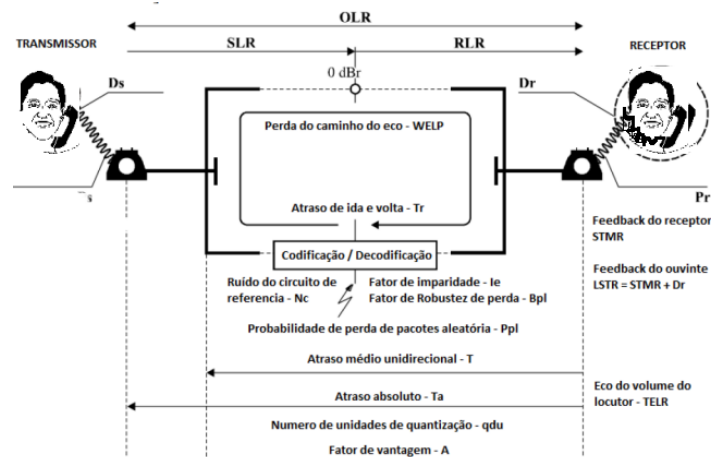 OLR
TRANSMISSOR
SLR
RLR
RECEPTOR
0 dBr
Ds
Dr
Perda do caminho do eco - WELP
Atraso de ida e volta - Tr
Pr
Feedback do receptor
STMR
Codificação / Decodificação
Feedback do ouvinte
LSTR = STMR + Dr
Ruído do circuito de
referencia - Nc
Fator de imparidade - Ie
Fator de Robustez de perda - Bpl
Probabilidade de perda de pacotes aleatória - Ppl
Atraso médio unidirecional - T
Eco do volume do
locutor - TELR
Atraso absoluto - Ta
Numero de unidades de quantização - qdu
Fator de vantagem - A